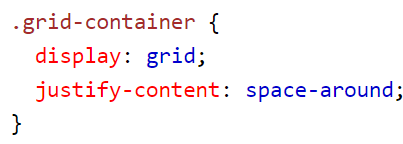 .grid-container {
  display: grid;
  justify-content: space-around;
}